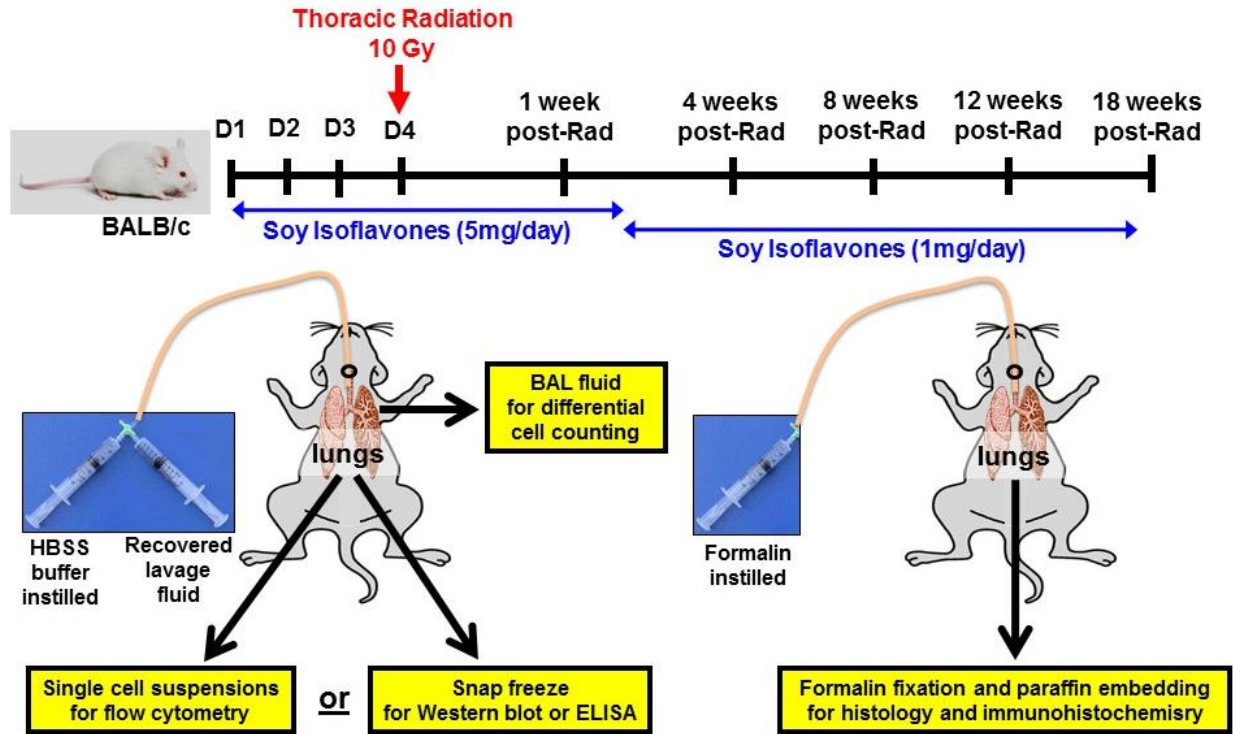 Thoracic Radiation
10 Gy
D1
D2
D3
D4
1 week
post-Rad
4 weeks
post-Rad
8 weeks
post-Rad
12 weeks
post-Rad
18 weeks
post-Rad
BALB/c
Soy Isoflavones (5mg/day)
Soy Isoflavones (1mg/day)
BAL fluid
for differential
cell counting
lungs
lungs
HBSS
buffer
instilled
Recovered
lavage
fluid
Formalin
instilled
Single cell suspensions
for flow cytometry
or
Snap freeze
for Western blot or ELISA
Formalin fixation and paraffin embedding
for histology and immunohistochemisry